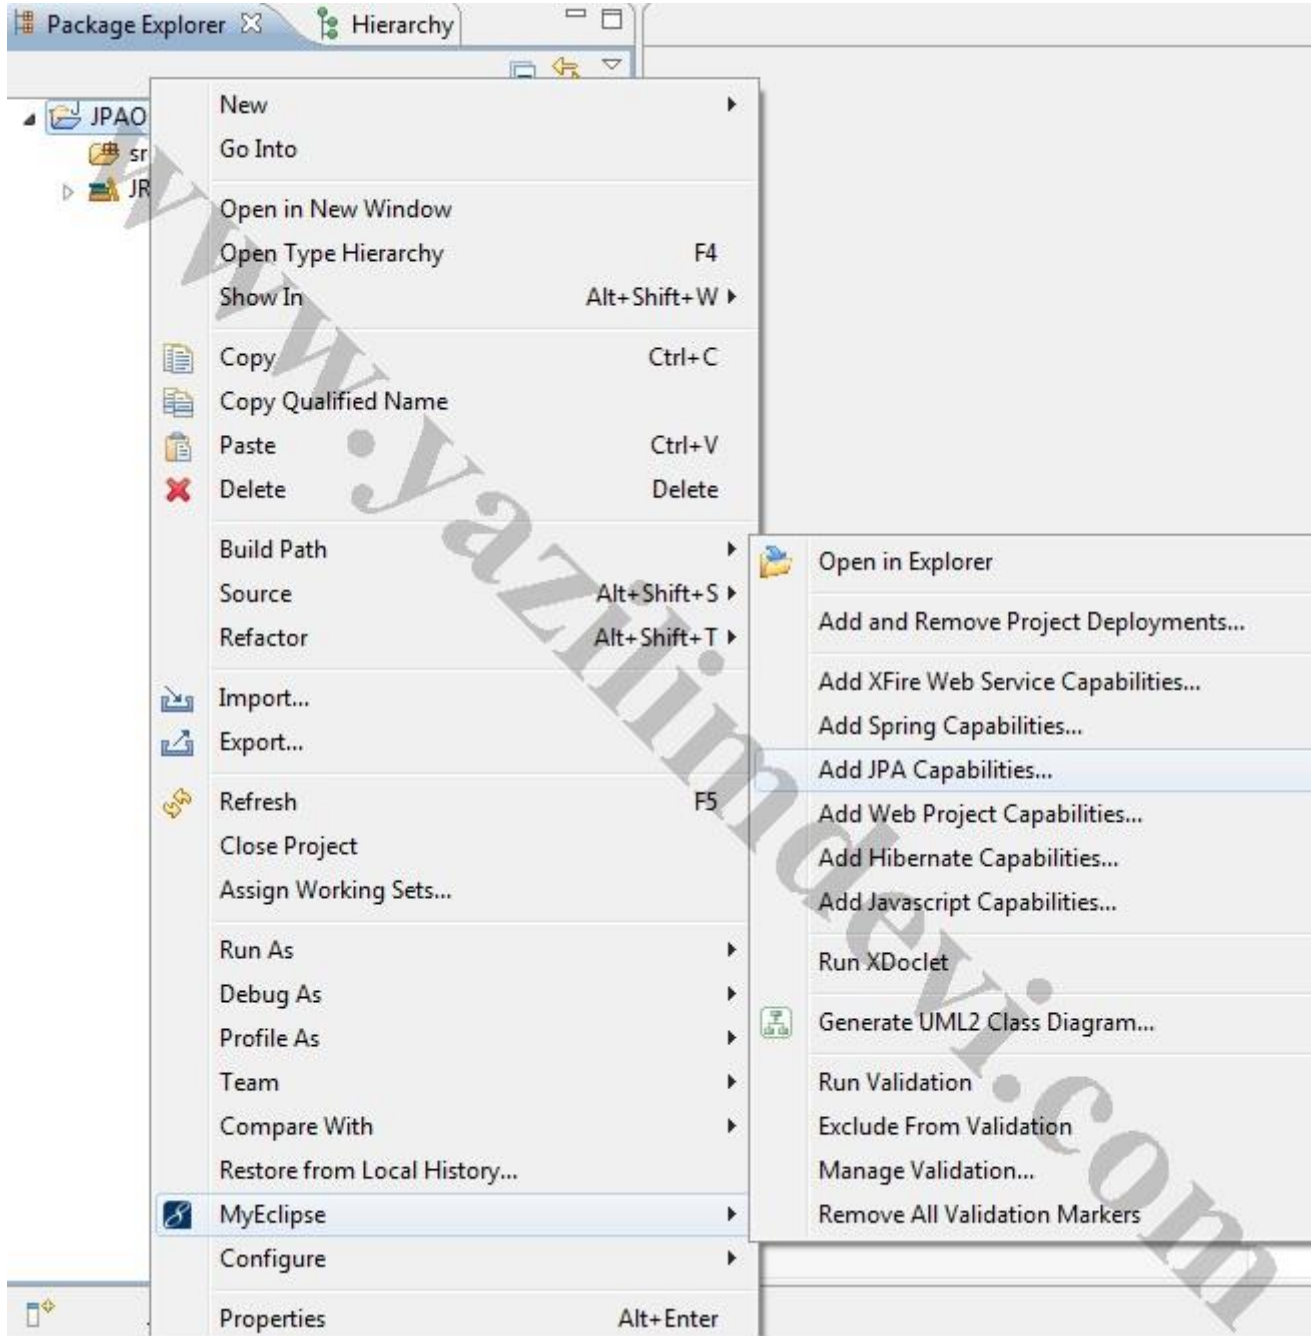 Package Explorer
Hierarchy
JPAO
sr
JR
New
Go Into
Open in New Window
Open Type Hierarchy F4
Show In Alt+Shift+W
Copy Ctrl+C
Copy Qualified Name
Paste Ctrl+V
Delete Delete
Build Path
Source Alt+Shift+S
Refactor Alt+Shift+T
Import...
Export...
Refresh F5
Close Project
Assign Working Sets...
Run As
Debug As
Profile As
Team
Compare With
Restore from Local History...
MyEclipse
Configure
Properties Alt+Enter
Open in Explorer
Add and Remove Project Deployments...
Add XFire Web Service Capabilities...
Add Spring Capabilities...
Add JPA Capabilities...
Add Web Project Capabilities...
Add Hibernate Capabilities...
Add Javascript Capabilities...
Run XDoclet
Generate UML2 Class Diagram...
Run Validation
Exclude From Validation
Manage Validation...
Remove All Validation Markers
www.yazilimdevi.com